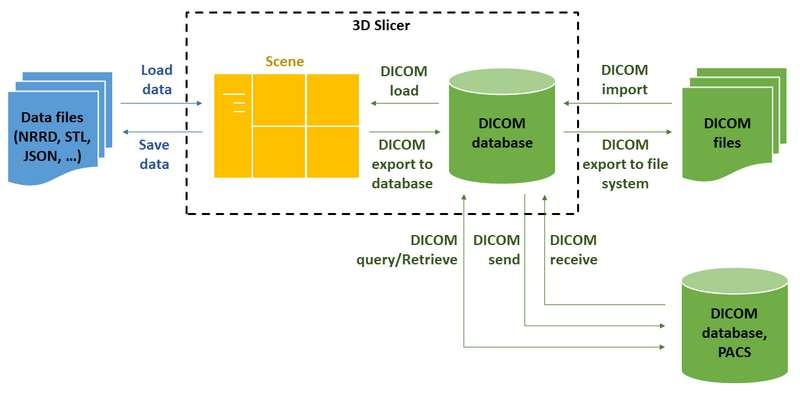 3D Slicer
Scene
Load
data
Save
data
Data files
(NRRD, STL,
JSON, ...)
DICOM
load
DICOM
export to
database
DICOM
database
DICOM
import
DICOM
export to file
system
DICOM
files
DICOM
query/Retrieve
DICOM
send
DICOM
receive
DICOM
database,
PACS